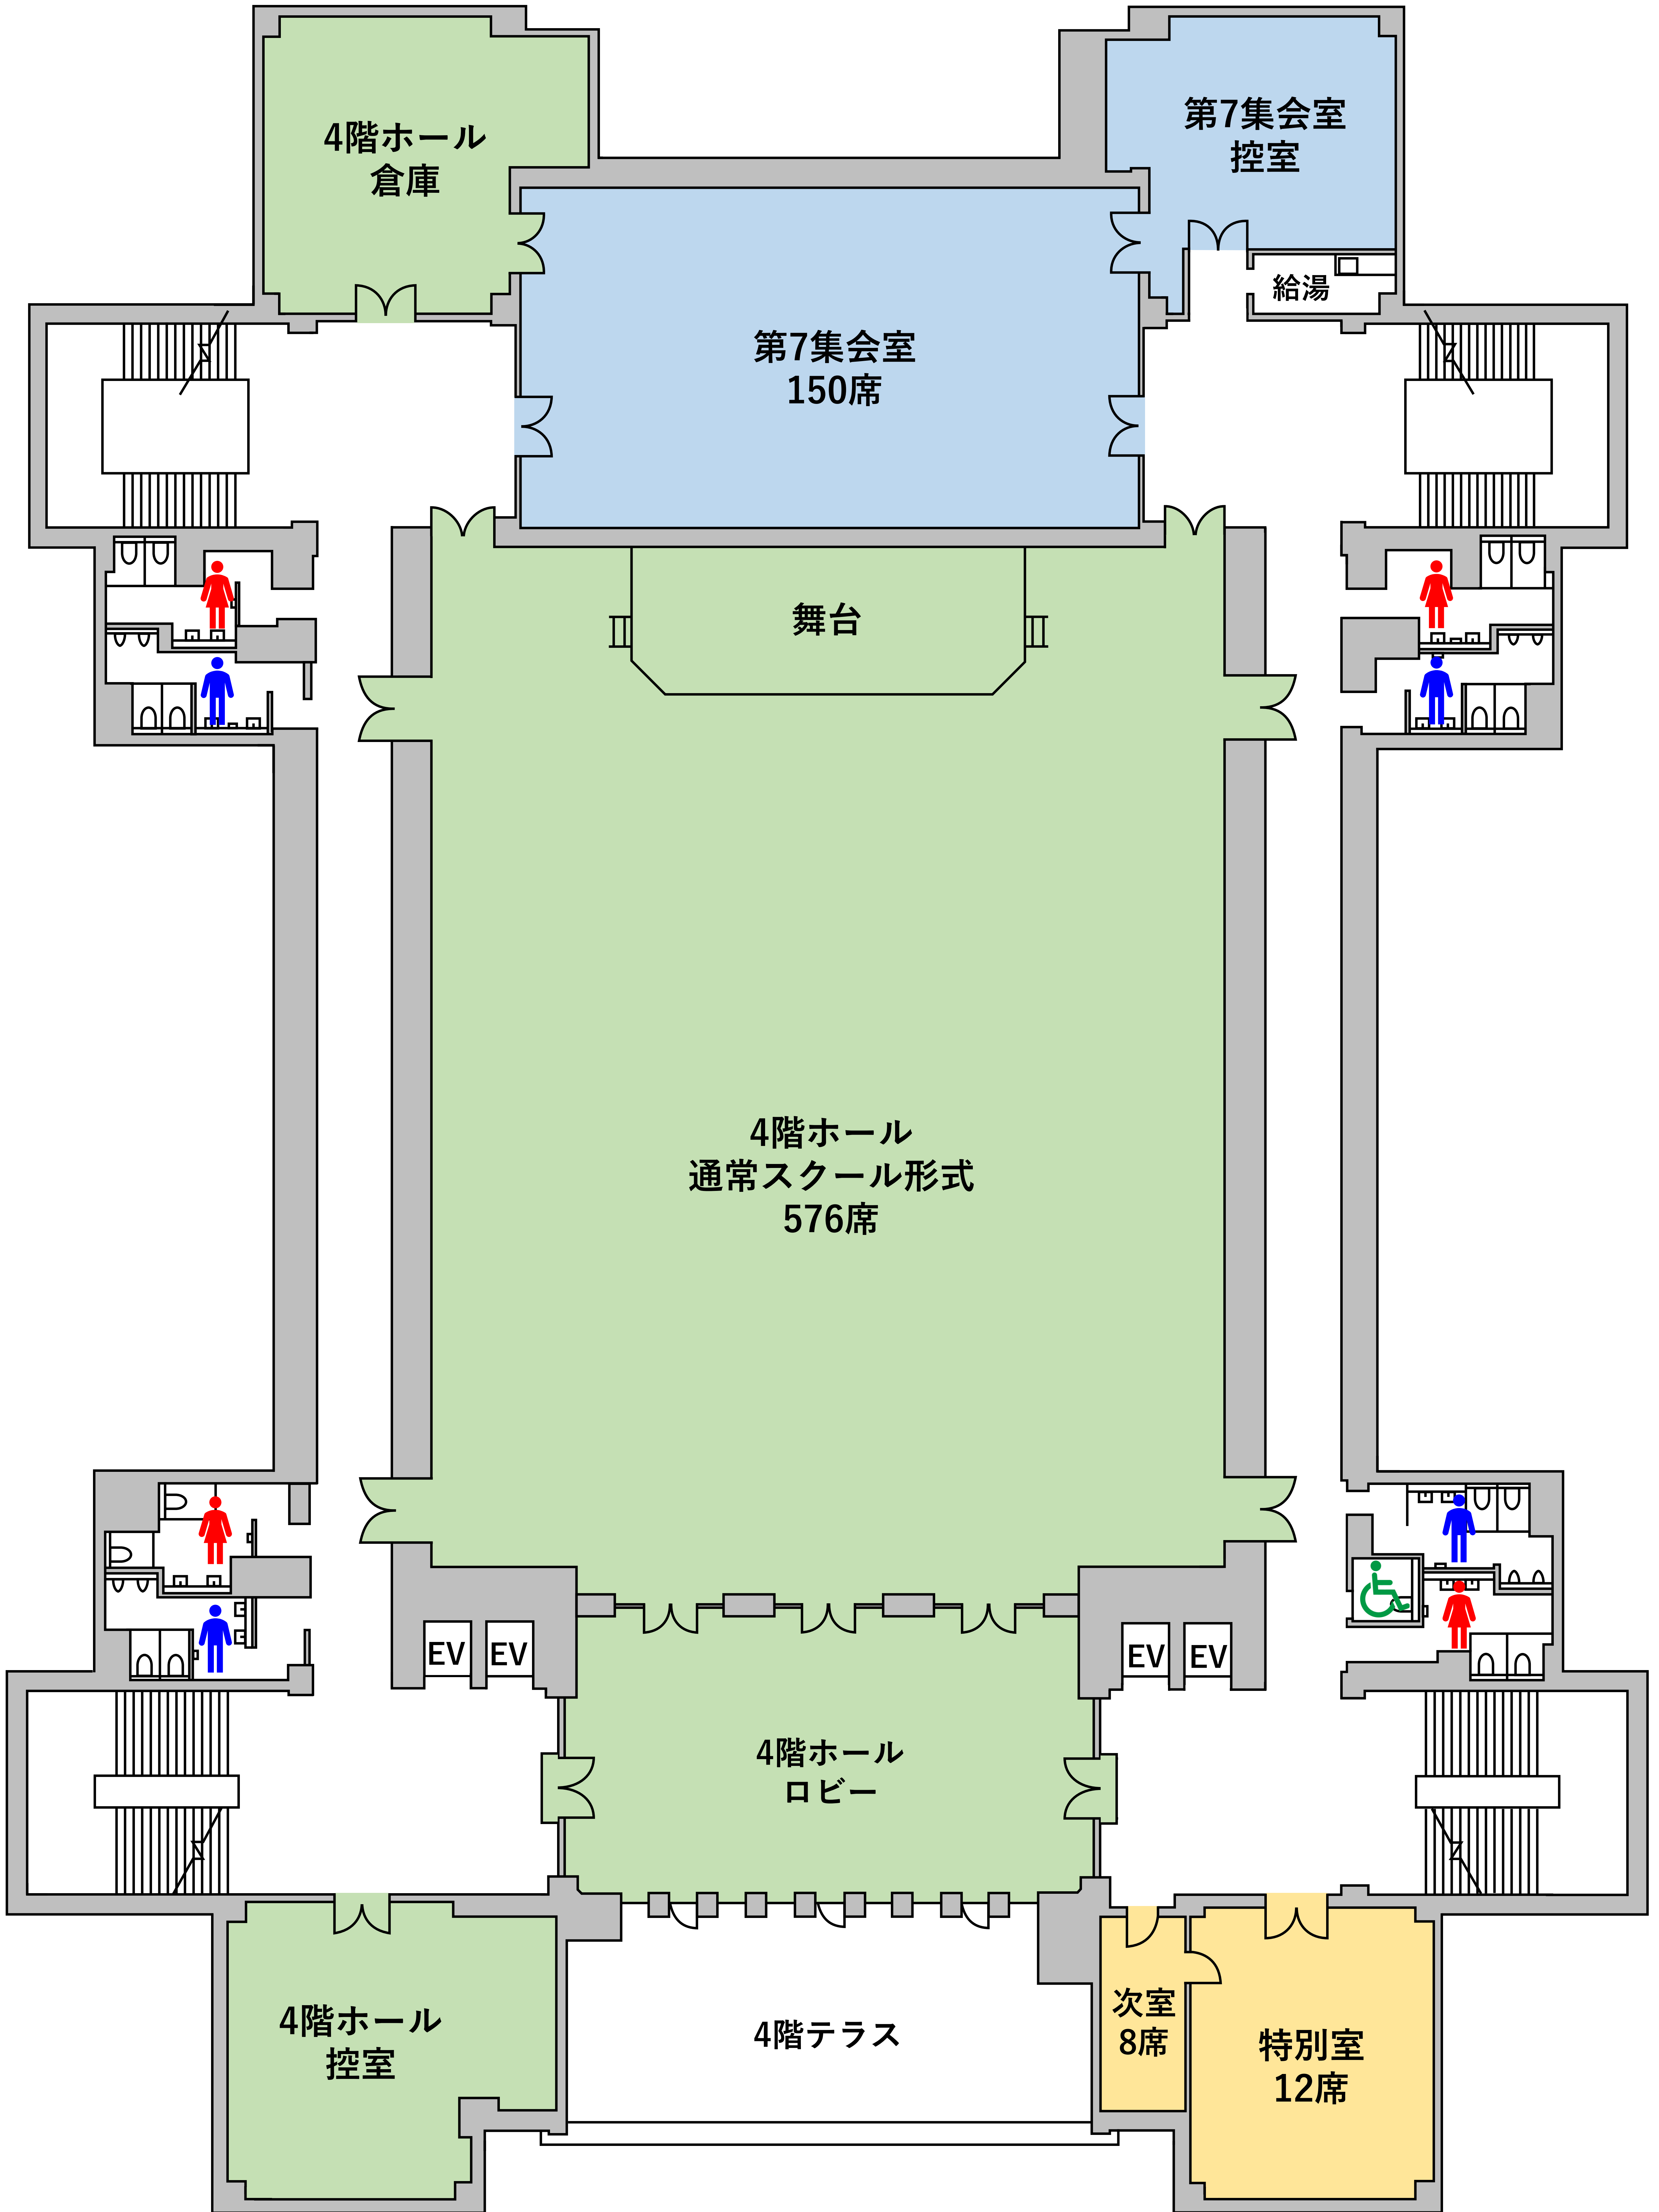 4階ホール
倉庫
第7集会室
控室
給湯
第7集会室
150席
舞台
4階ホール
通常スクール形式
576席
EV
EV
EV
EV
4階ホール
ロビー
4階ホール
控室
4階テラス
次室
8席
特別室
12席